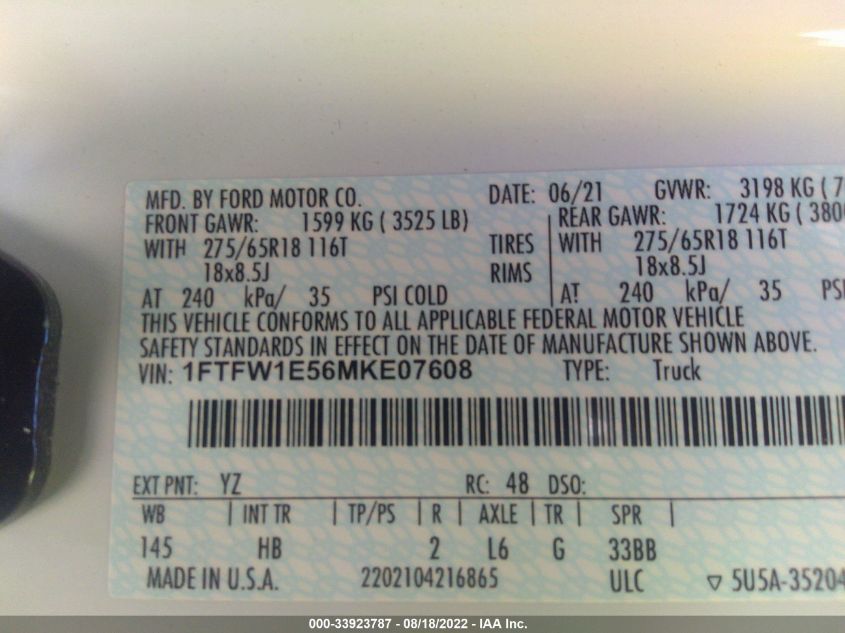 MFD. BY FORD MOTOR CO. DATE: 06/21 GVWR: 3198 KG ( 7
FRONT GAWR: 1599 KG ( 3525 LB) REAR GAWR: 1724 KG ( 380
WITH 275/65R18 116T TIRES WITH 275/65R18 116T
18x8.5J RIMS 18x8.5J
AT 240 kPa/ 35 PSI COLD AT 240 kPa/ 35 PSI
THIS VEHICLE CONFORMS TO ALL APPLICABLE FEDERAL MOTOR VEHICLE
SAFETY STANDARDS IN EFFECT ON THE DATE OF MANUFACTURE SHOWN ABOVE.
VIN: 1FTFW1E56MKE07608 TYPE: Truck
EXT PNT: YZ RC: 48 DSO:
WB | INT TR | TP/PS | R | AXLE | TR | SPR |
145 HB 2 L6 G 33BB
MADE IN U.S.A. 2202104216865 ULC ▽ 5U5A-35204
000-33923787 - 08/18/2022 - IAA Inc.